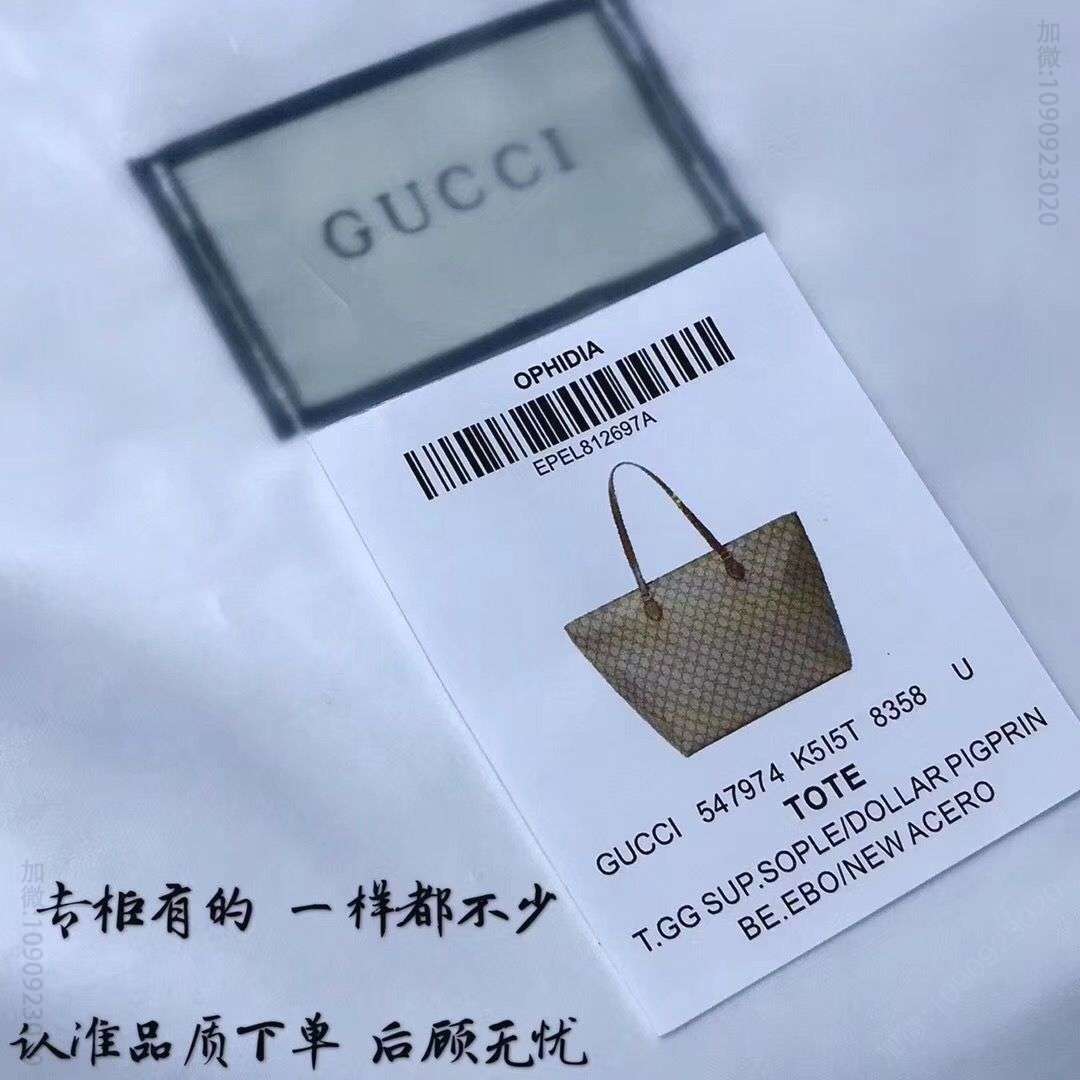 加微:1090923020
GUCCI
OPHIDIA
EPEL812697A
GUCCI 547974 K5I5T 8358 U
TOTE
T.GG SUP.SOPLE/DOLLAR PIGPRIN
BE.EBO/NEW ACERO
专柜有的 一样都不少
认准品质下单 后顾无忧